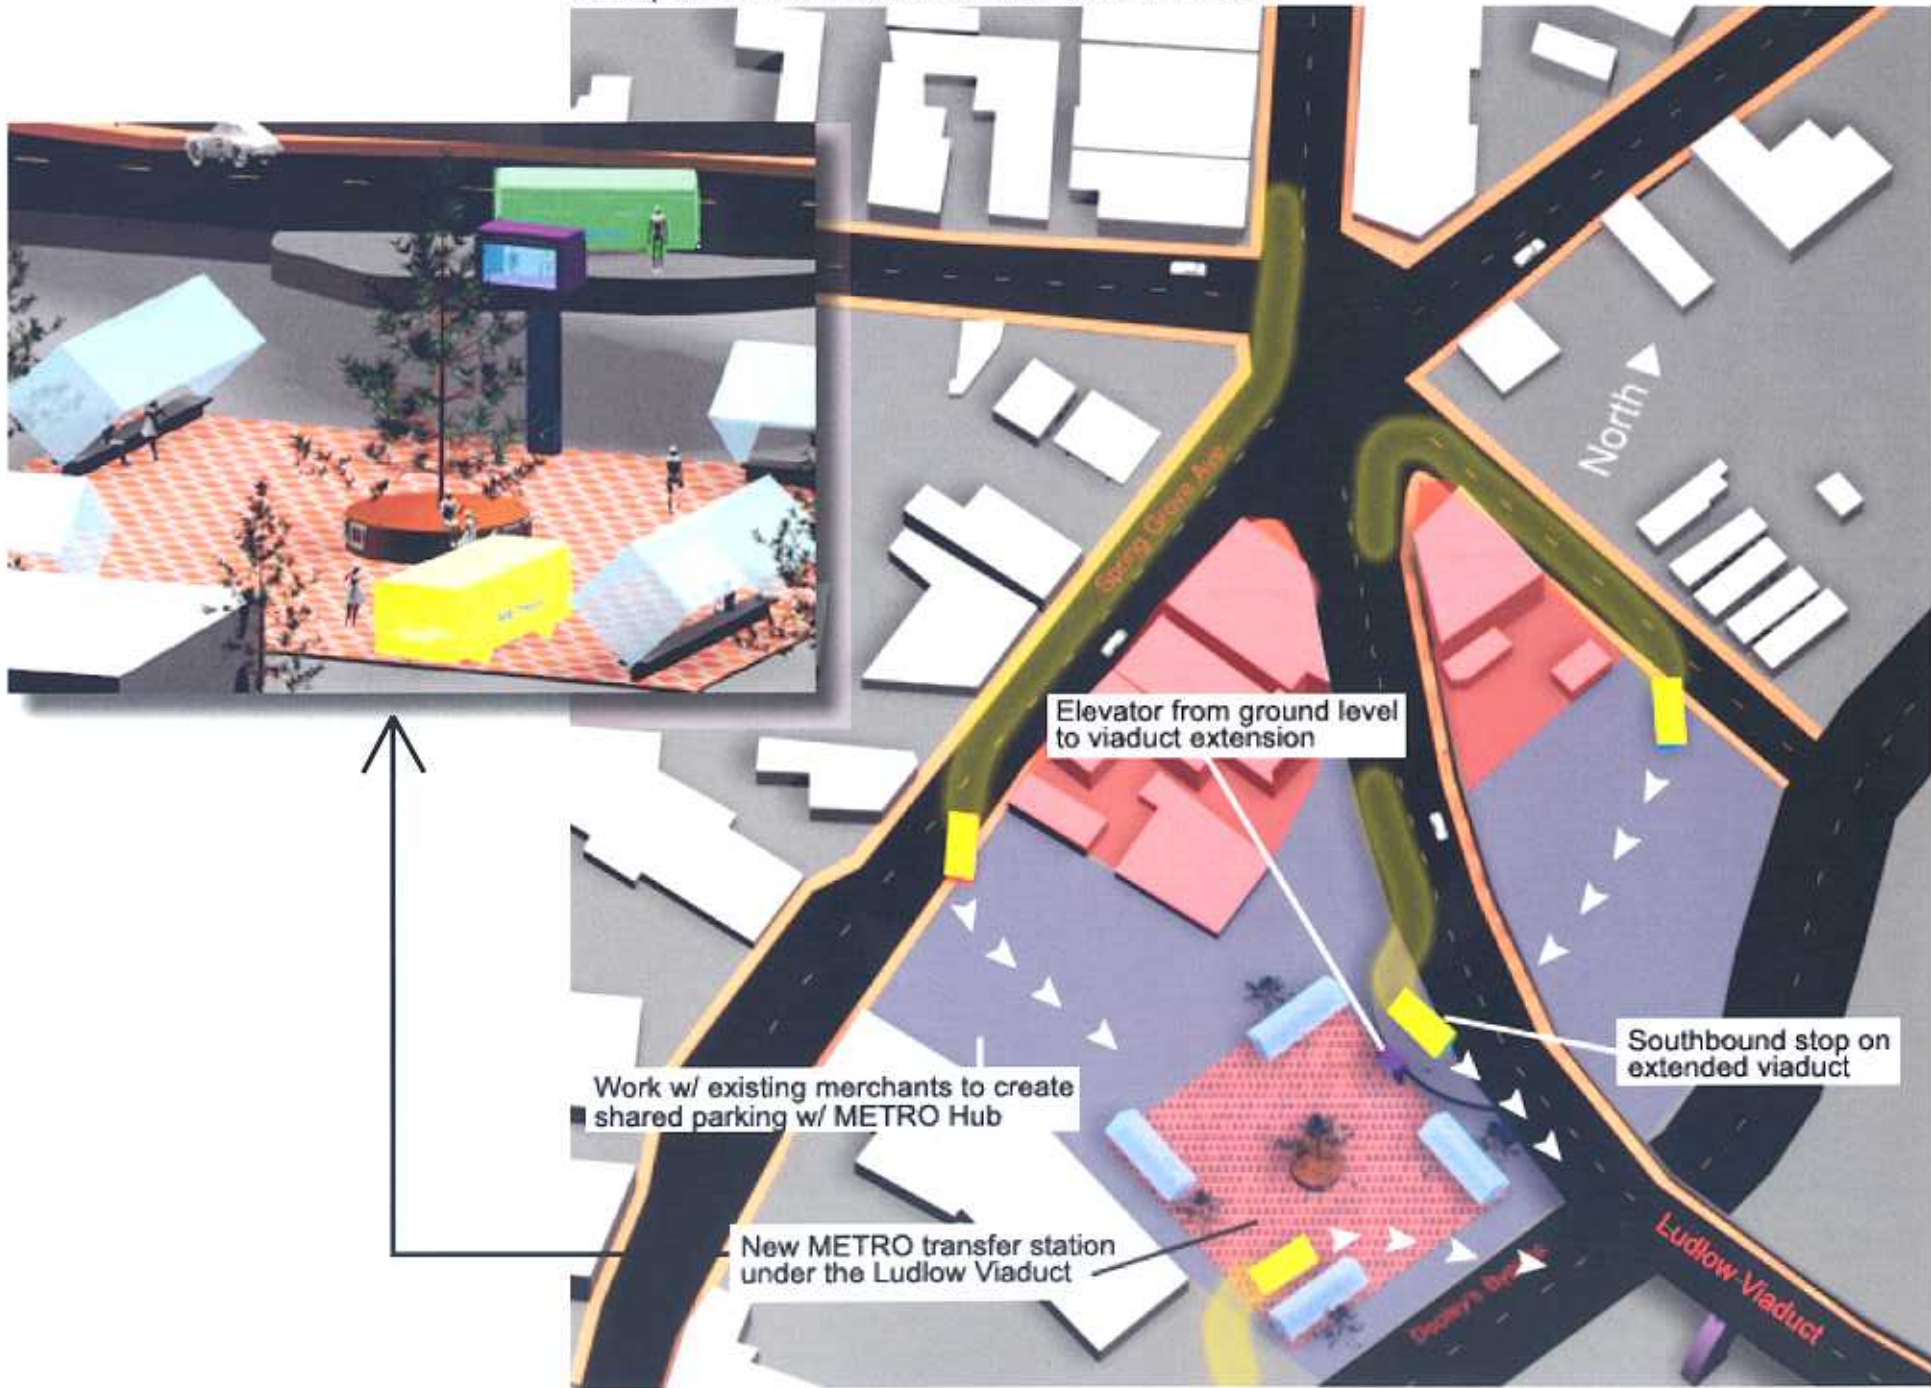 METRO
North
Spring Grove Ave.
Elevator from ground level
to viaduct extension
Southbound stop on
extended viaduct
Work w/ existing merchants to create
shared parking w/ METRO Hub
New METRO transfer station
under the Ludlow Viaduct
Ludlow Viaduct